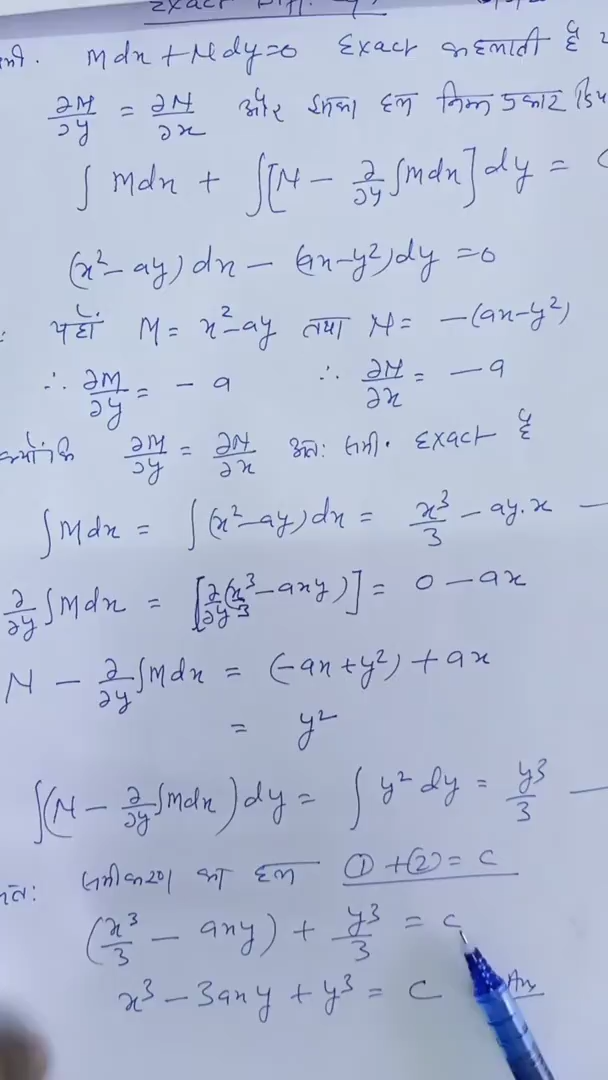 Exact Diff.
Mdx + Ndy = 0 Exact कहलाती है
∂M/∂y = ∂N/∂x और इसका हल निम्न प्रकार
∫ Mdx + ∫[N − ∂/∂y ∫Mdx] dy =
(x² − ay) dx − (ax − y²) dy = 0
यहाँ M = x² − ay तथा N = −(ax − y²)
∴ ∂M/∂y = − a ∴ ∂N/∂x = − a
क्योंकि ∂M/∂y = ∂N/∂x अतः समी. Exact है
∫Mdx = ∫(x² − ay) dx = x³/3 − ay.x —
∂/∂y ∫Mdx = [∂/∂y (x³/3 − axy)] = 0 − ax
N − ∂/∂y ∫Mdx = (−ax + y²) + ax
= y²
∫(N − ∂/∂y ∫Mdx) dy = ∫ y² dy = y³/3 —
अतः समीकरण का हल ① + (2) = c
(x³/3 − axy) + y³/3 = c
x³ − 3axy + y³ = c Ans